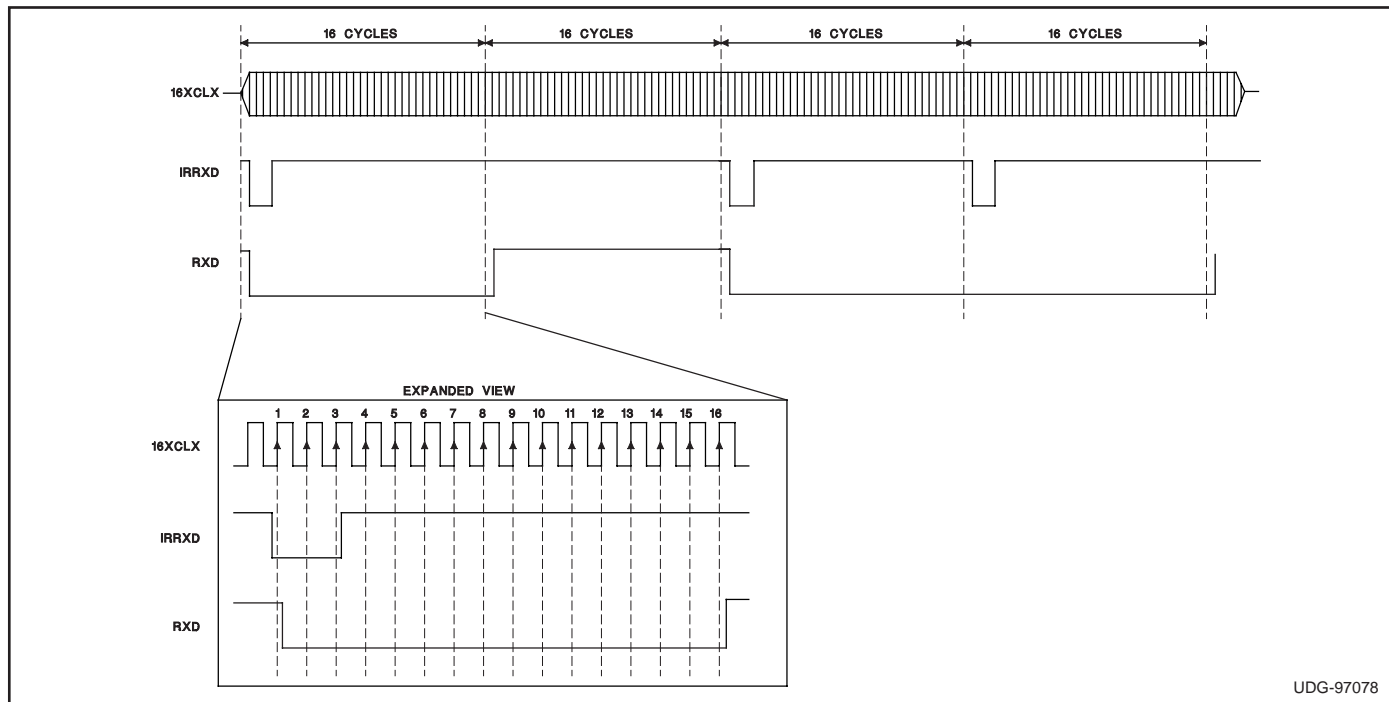 16 CYCLES 16 CYCLES 16 CYCLES 16 CYCLES
16XCLX
IRRXD
RXD
EXPANDED VIEW
1 2 3 4 5 6 7 8 9 10 11 12 13 14 15 16
16XCLX
IRRXD
RXD
UDG-97078